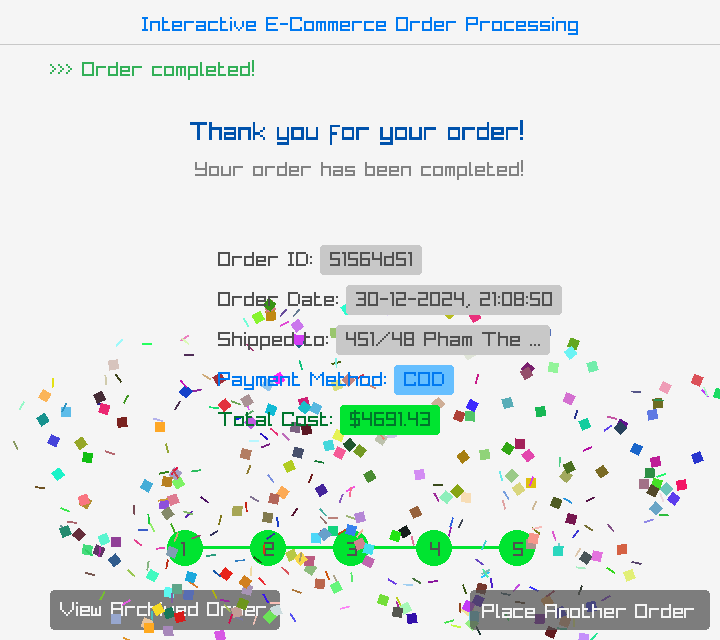 Interactive E-Commerce Order Processing
>>> Order completed!
Thank you for your order!
Your order has been completed!
Order ID: 51564d51
Order Date: 30-12-2024, 21:08:50
Shipped to: 451/48 Pham The ...
Payment Method: COD
Total Cost: $4691.43
1 2 3 4 5
View Archived Order Place Another Order